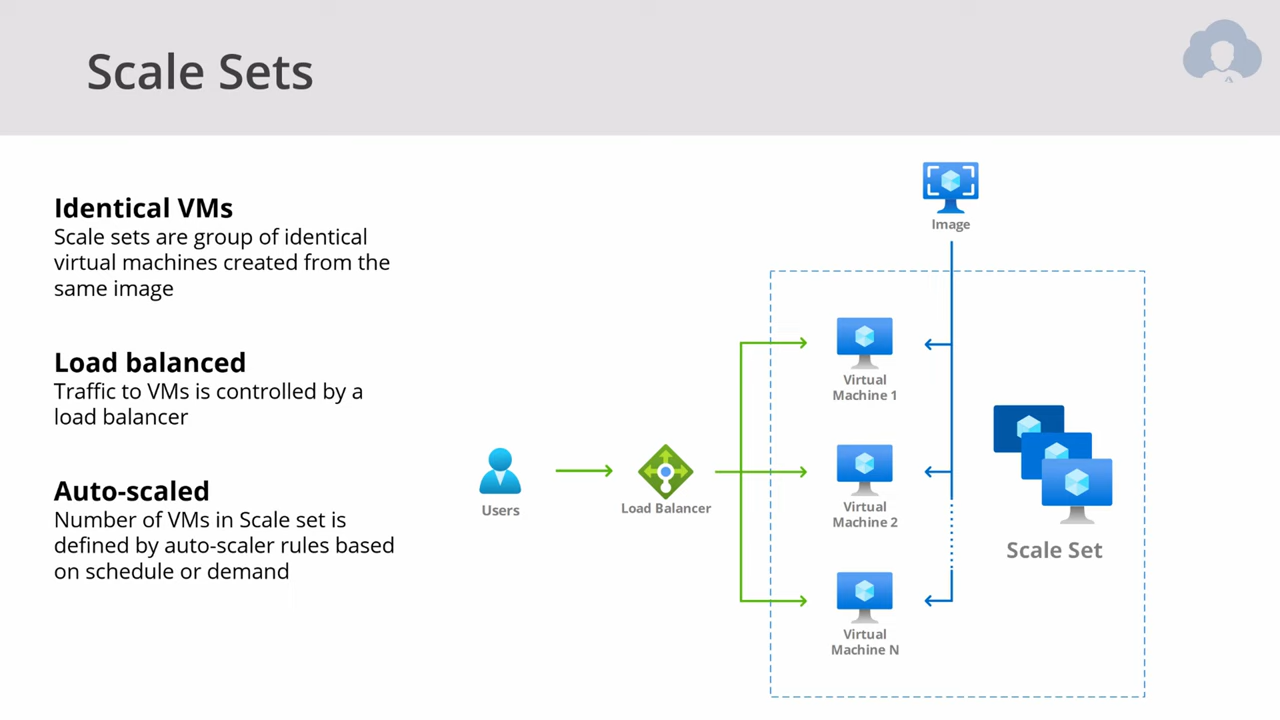 Scale Sets
Identical VMs
Scale sets are group of identical
virtual machines created from the
same image
Load balanced
Traffic to VMs is controlled by a
load balancer
Auto-scaled
Number of VMs in Scale set is
defined by auto-scaler rules based
on schedule or demand
Image
Virtual
Machine 1
Users
Load Balancer
Virtual
Machine 2
Scale Set
Virtual
Machine N